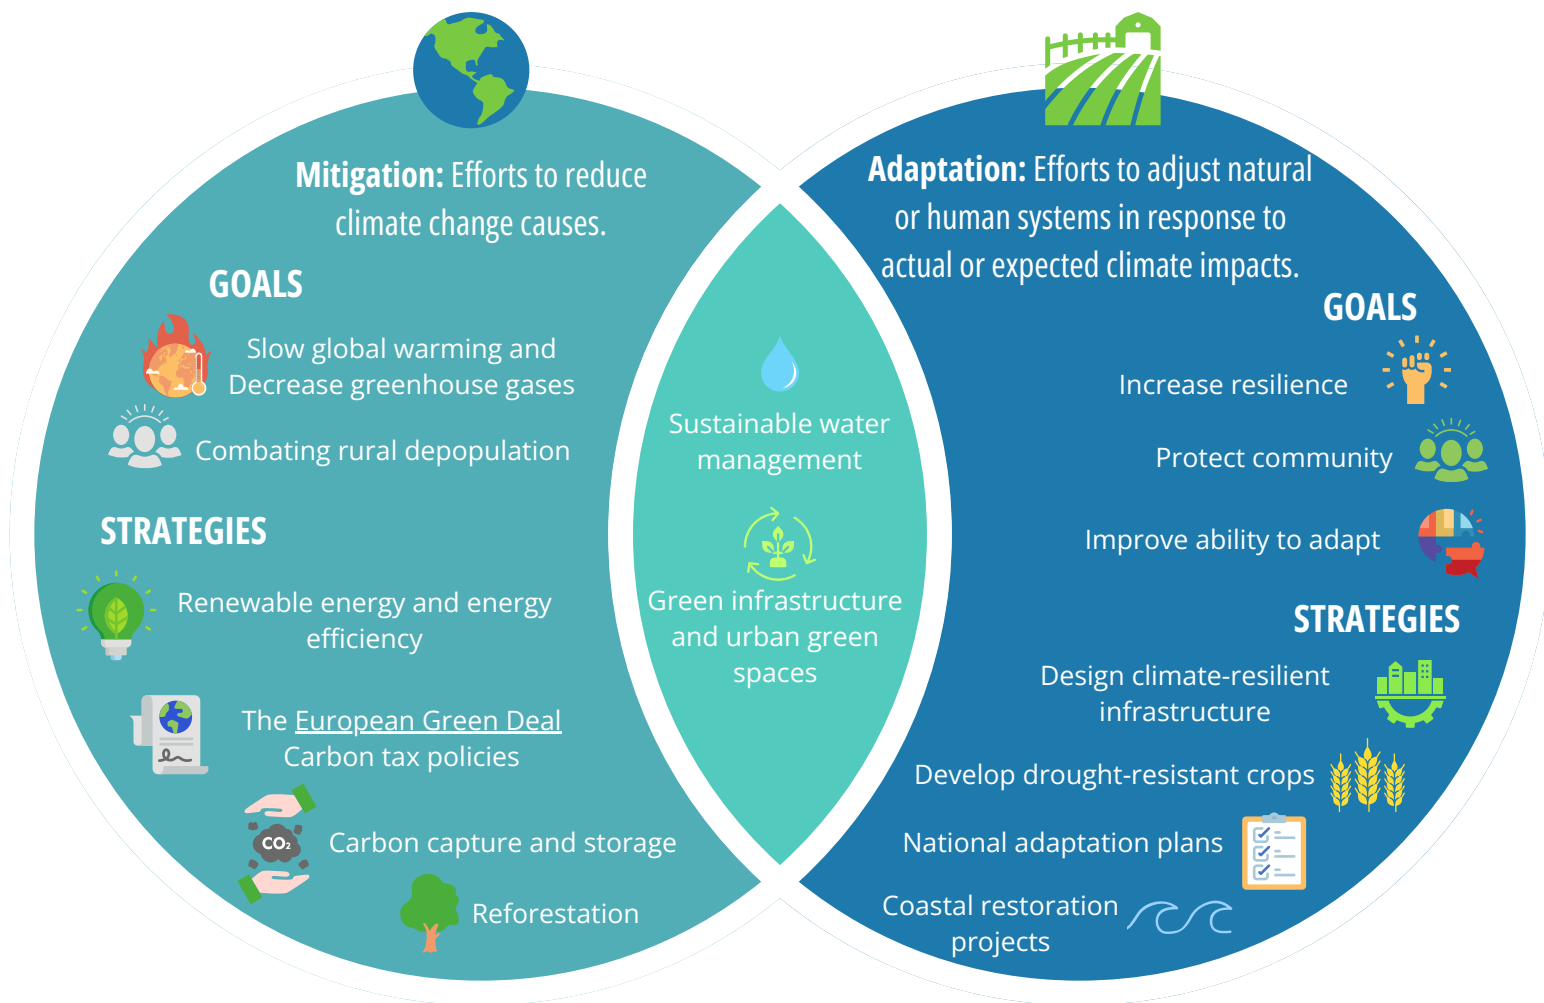 Mitigation: Efforts to reduce
climate change causes.
GOALS
Slow global warming and
Decrease greenhouse gases
Combating rural depopulation
STRATEGIES
Renewable energy and energy
efficiency
The European Green Deal
Carbon tax policies
CO₂
Carbon capture and storage
Reforestation
Sustainable water
management
Green infrastructure
and urban green
spaces
Adaptation: Efforts to adjust natural
or human systems in response to
actual or expected climate impacts.
GOALS
Increase resilience
Protect community
Improve ability to adapt
STRATEGIES
Design climate-resilient
infrastructure
Develop drought-resistant crops
National adaptation plans
Coastal restoration
projects